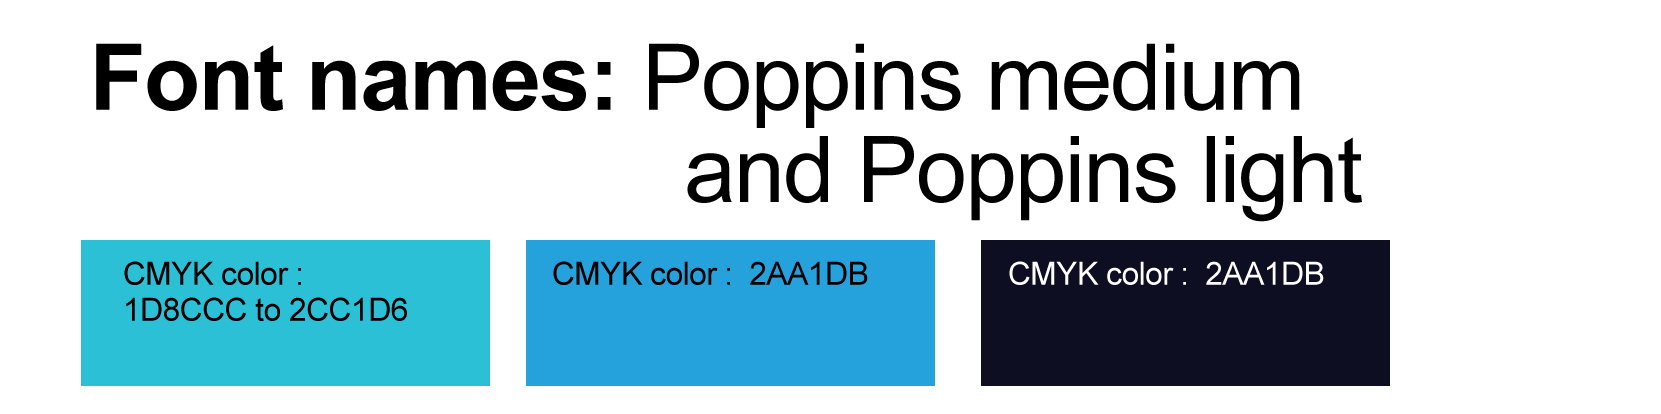 Font names: Poppins medium
and Poppins light
CMYK color :
1D8CCC to 2CC1D6
CMYK color :  2AA1DB
CMYK color :  2AA1DB